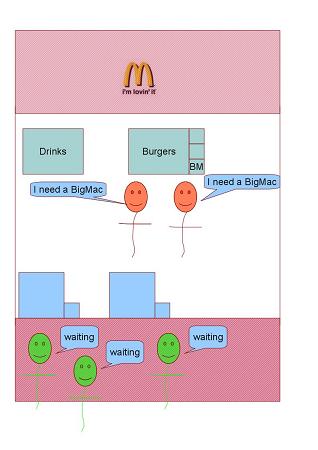 i'm lovin' it
Drinks
Burgers
BM
I need a BigMac
I need a BigMac
waiting
waiting
waiting